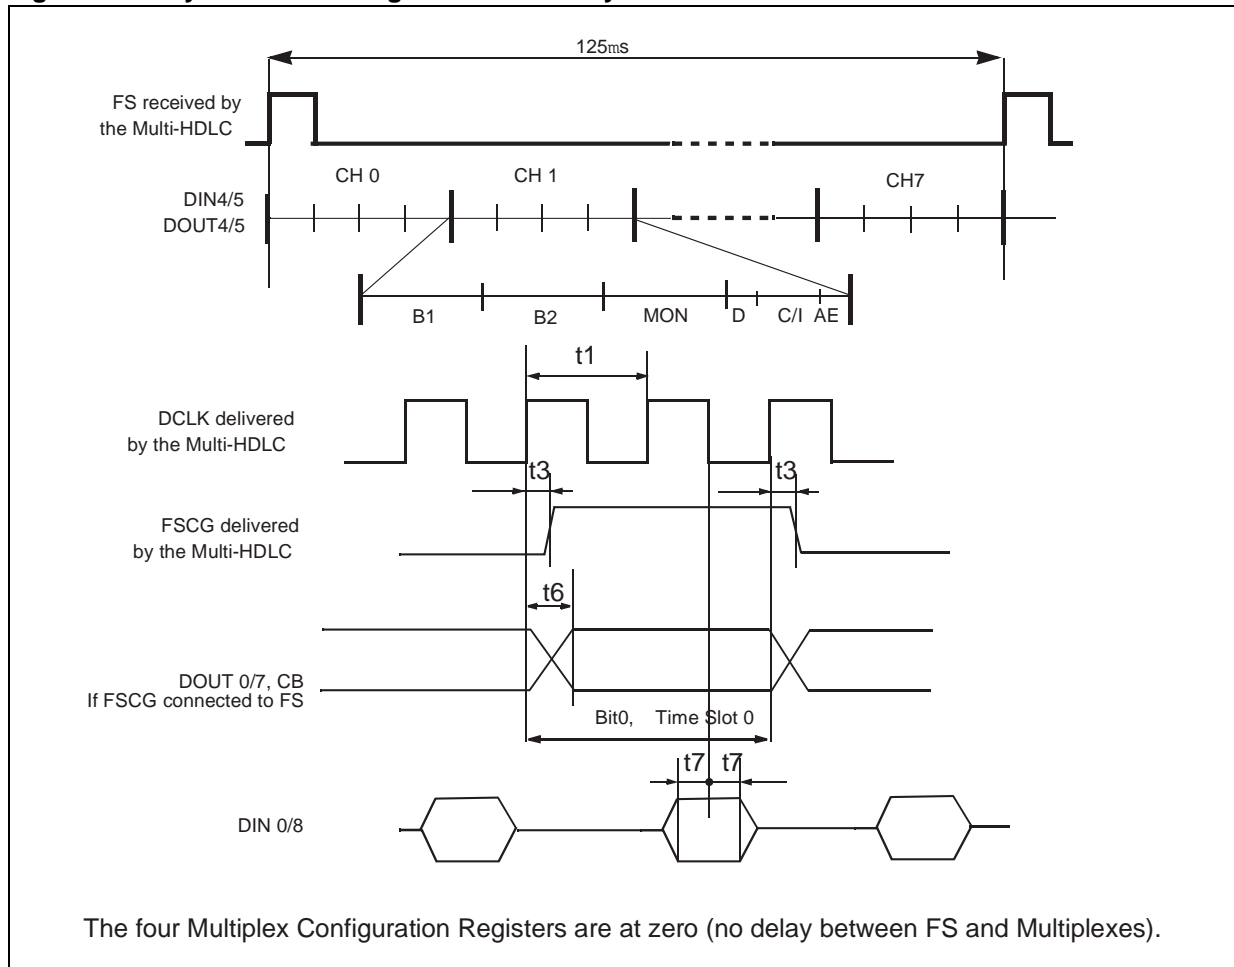 125ms
FS received by
the Multi-HDLC
CH 0
CH 1
CH7
DIN4/5
DOUT4/5
B1
B2
MON
D
C/I
AE
t1
DCLK delivered
by the Multi-HDLC
t3
t3
FSCG delivered
by the Multi-HDLC
t6
DOUT 0/7, CB
If FSCG connected to FS
Bit0, Time Slot 0
t7
t7
DIN 0/8
The four Multiplex Configuration Registers are at zero (no delay between FS and Multiplexes).